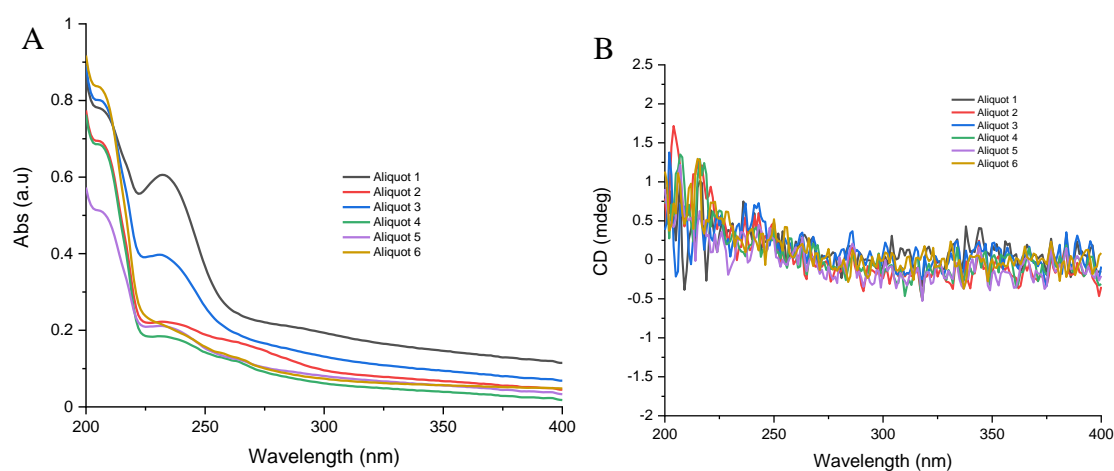 A
1
0.8
0.6
0.4
0.2
0
Abs (a.u)
200
250
300
350
400
Wavelength (nm)
Aliquot 1
Aliquot 2
Aliquot 3
Aliquot 4
Aliquot 5
Aliquot 6
B
2.5
2
1.5
1
0.5
0
-0.5
-1
-1.5
-2
CD (mdeg)
200
250
300
350
400
Wavelength (nm)
Aliquot 1
Aliquot 2
Aliquot 3
Aliquot 4
Aliquot 5
Aliquot 6